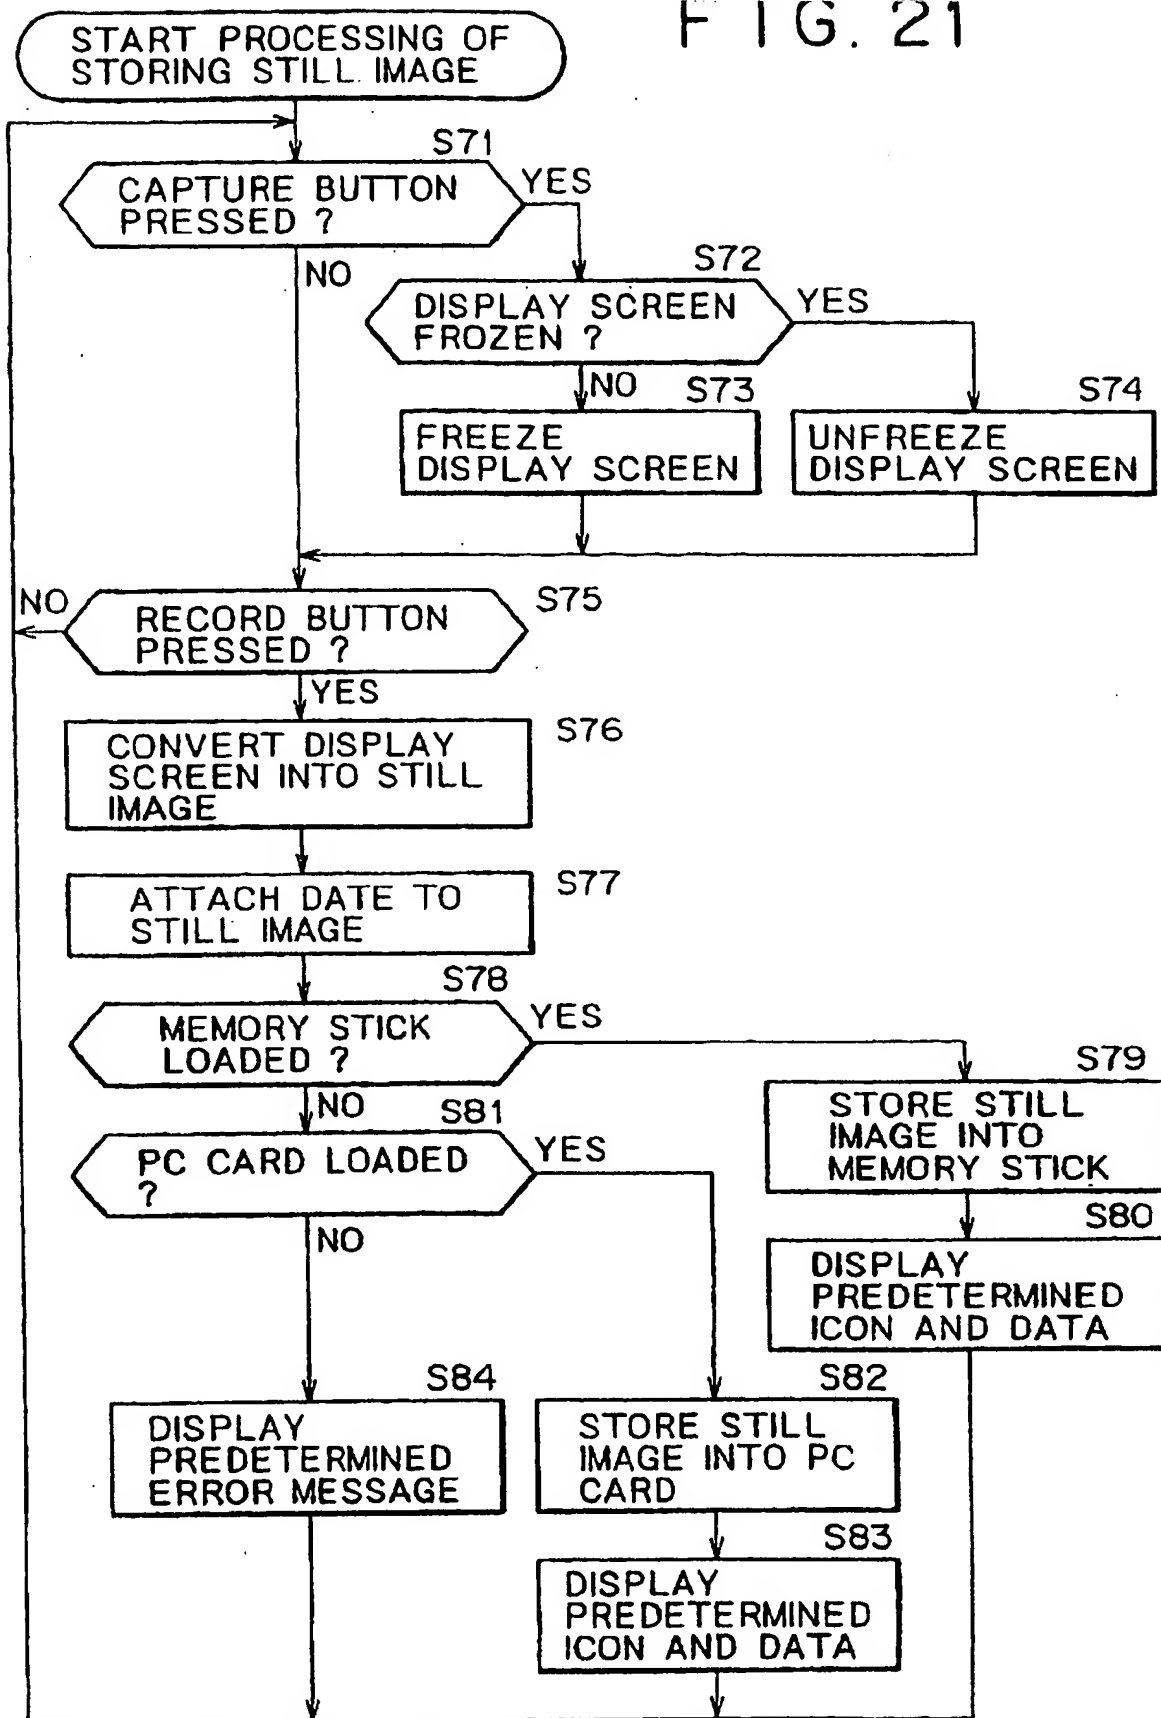 FIG. 21
START PROCESSING OF
STORING STILL IMAGE
S71
CAPTURE BUTTON
PRESSED ?
YES
NO
S72
DISPLAY SCREEN
FROZEN ?
YES
NO
S73
S74
FREEZE
DISPLAY SCREEN
UNFREEZE
DISPLAY SCREEN
NO
S75
RECORD BUTTON
PRESSED ?
YES
S76
CONVERT DISPLAY
SCREEN INTO STILL
IMAGE
S77
ATTACH DATE TO
STILL IMAGE
S78
MEMORY STICK
LOADED ?
YES
NO
S79
STORE STILL
IMAGE INTO
MEMORY STICK
S81
PC CARD LOADED
?
YES
NO
S80
DISPLAY
PREDETERMINED
ICON AND DATA
S84
DISPLAY
PREDETERMINED
ERROR MESSAGE
S82
STORE STILL
IMAGE INTO PC
CARD
S83
DISPLAY
PREDETERMINED
ICON AND DATA